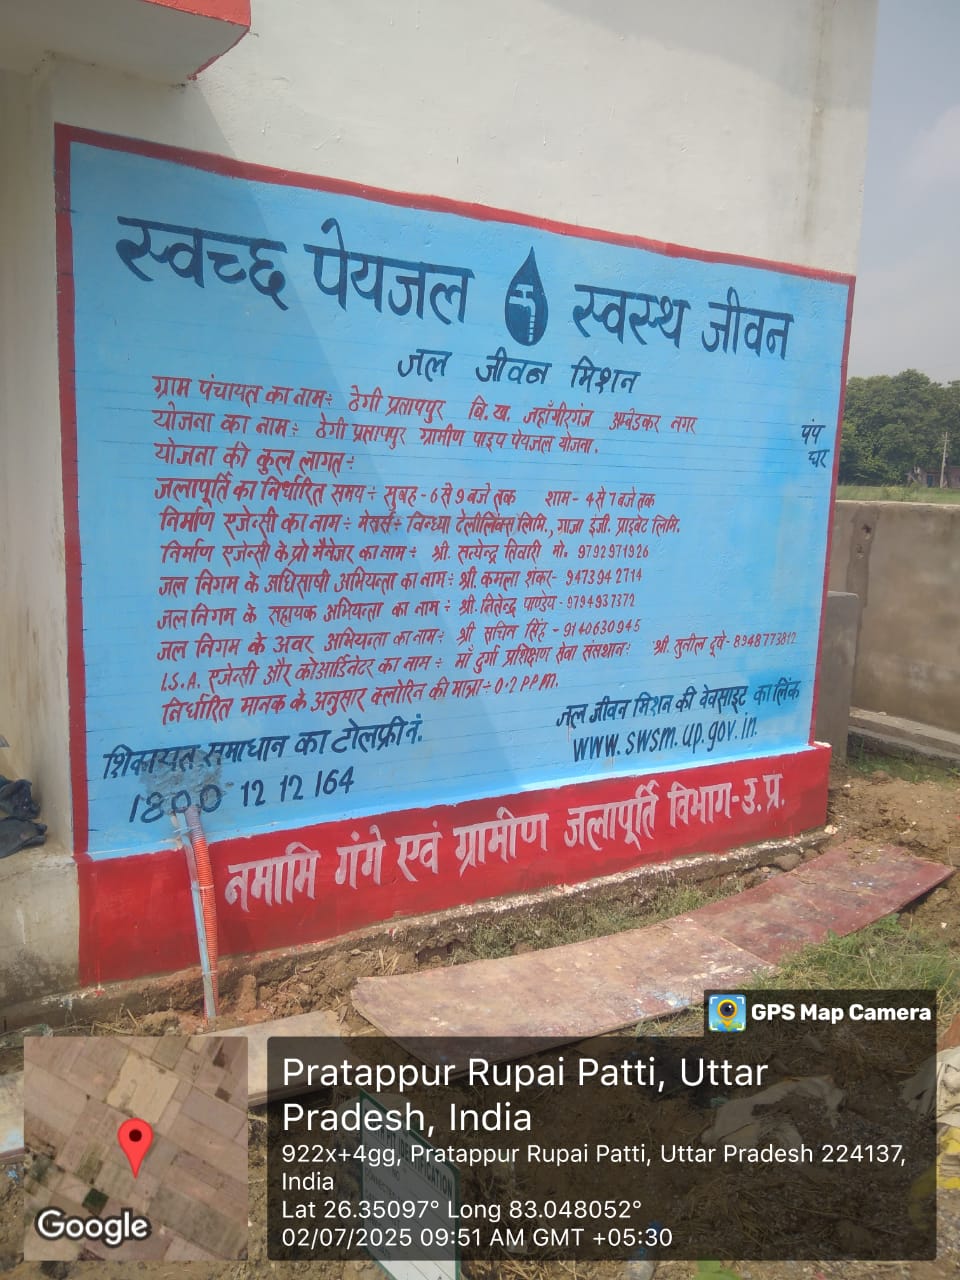 स्वच्छ पेयजल स्वस्थ जीवन
जल जीवन मिशन
ग्राम पंचायत का नाम÷ ठेगी प्रतापपुर बि.ख. जहाँगीरगंज अम्बेडकर नगर
योजना का नाम÷ ठेगी प्रतापपुर ग्रामीण पाइप पेयजल योजना.
पंप
घर
योजना की कुल लागत÷
जलापूर्ति का निर्धारित समय÷ सुबह-6 से 9 बजे तक शाम-4 से 7 बजे तक
निर्माण एजेन्सी का नाम÷ मेसर्स÷ विन्ध्या टेलीलिंक्स लिमि., गाजा इंजी. प्राइवेट लिमि.
निर्माण एजेन्सी के प्रो मैनेजर का नाम÷ श्री. सत्येन्द्र तिवारी मो. 9792971926
जल निगम के अधिसाषी अभियन्ता का नाम÷ श्री. कमला शंकर- 9473942714
जल निगम के सहायक अभियन्ता का नाम÷ श्री. जितेन्द्र पाण्डेय-9794937372
जल निगम के अवर अभियन्ता का नाम÷ श्री सचिन सिंह-9140630945
I.S.A. एजेन्सी और कोआर्डिनेटर का नाम÷ माँ दुर्गा प्रशिक्षण सेवा संस्थान÷ श्री. सुनील दूबे-8948773812
निर्धारित मानक के अनुसार क्लोरिन की मात्रा÷0.2 PPM.
शिकायत समाधान का टोलफ्री नं.
1800 12 12 164
जल जीवन मिशन की वेवसाइट का लिंक
www.swsm.up.gov.in.
नमामि गंगे एवं ग्रामीण जलापूर्ति विभाग-उ.प्र.
GPS Map Camera
Pratappur Rupai Patti, Uttar
Pradesh, India
922x+4gg, Pratappur Rupai Patti, Uttar Pradesh 224137,
India
Lat 26.35097° Long 83.048052°
02/07/2025 09:51 AM GMT +05:30
Google